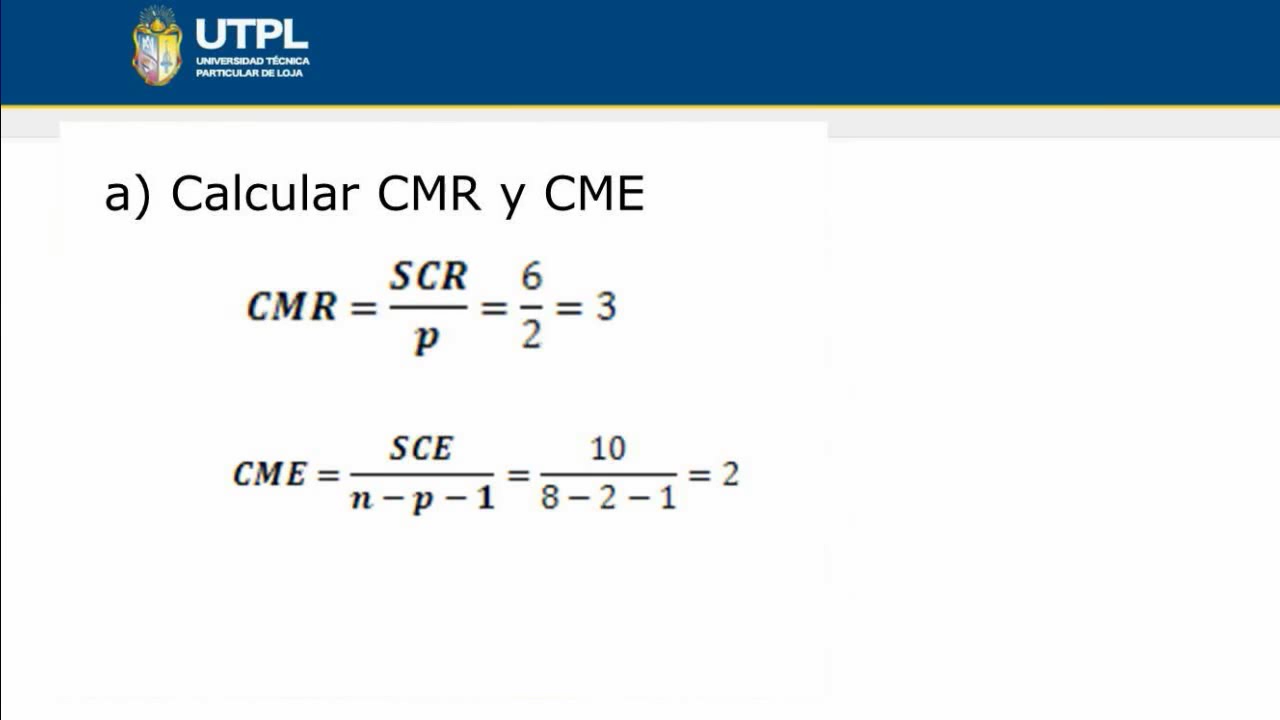 UTPL
UNIVERSIDAD TÉCNICA
PARTICULAR DE LOJA
a) Calcular CMR y CME
CMR = SCR/p = 6/2 = 3
CME = SCE/(n − p − 1) = 10/(8 − 2 − 1) = 2